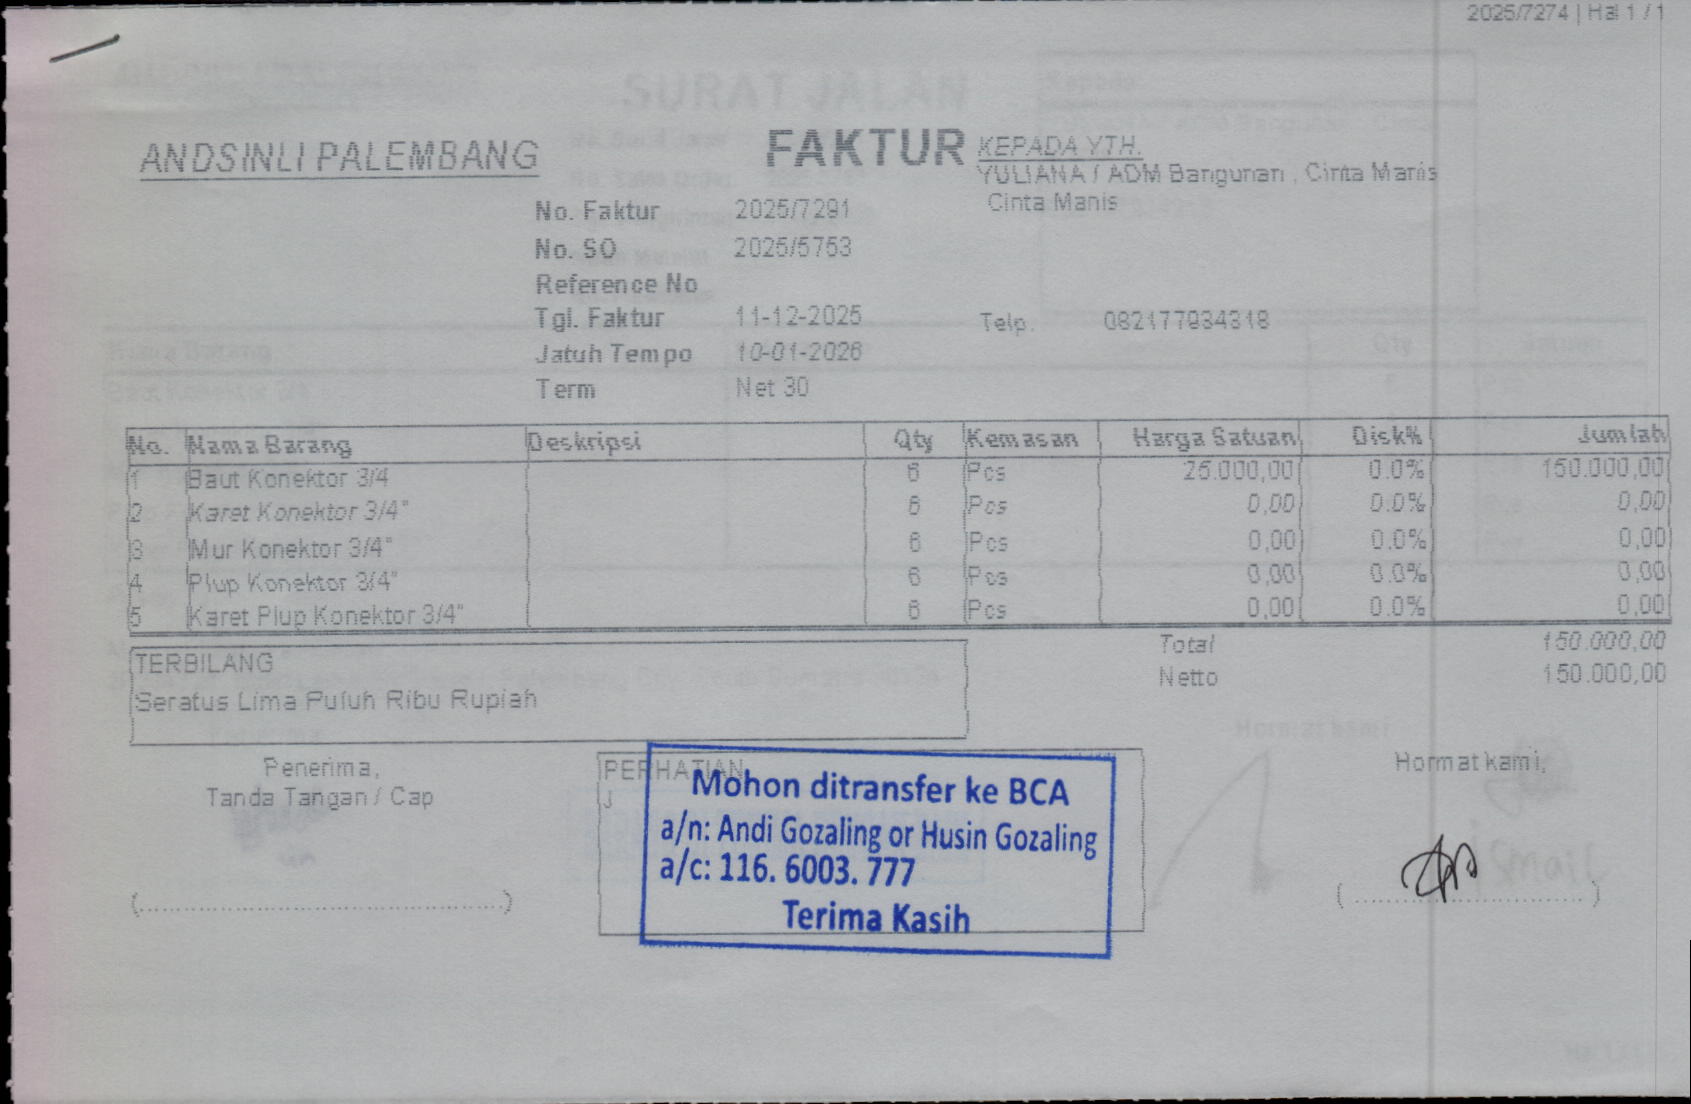 2025/7274 | Hal 1 / 1
SURAT JALAN
ANDSINLI PALEMBANG
FAKTUR
KEPADA YTH.
YULIANA / ADM Bangunan , Cinta Manis
Cinta Manis
No. Faktur 2025/7291
No. SO 2025/5753
Reference No
Tgl. Faktur 11-12-2025
Telp. 082177934318
Jatuh Tempo 10-01-2026
Term Net 30
No. Nama Barang Deskripsi Qty Kemasan Harga Satuan Disk% Jumlah
1 Baut Konektor 3/4 6 Pcs 25.000,00 0.0% 150.000,00
2 Karet Konektor 3/4" 6 Pcs 0,00 0.0% 0,00
3 Mur Konektor 3/4" 6 Pcs 0,00 0.0% 0,00
4 Plup Konektor 3/4" 6 Pcs 0,00 0.0% 0,00
5 Karet Plup Konektor 3/4" 6 Pcs 0,00 0.0% 0,00
Total 150.000,00
Netto 150.000,00
TERBILANG
Seratus Lima Puluh Ribu Rupiah
Penerima,
Tanda Tangan / Cap
(..............................................)
PERHATIAN
J
Mohon ditransfer ke BCA
a/n: Andi Gozaling or Husin Gozaling
a/c: 116. 6003. 777
Terima Kasih
Hormat kami
Hormat kami,
Ismail
(..............................)